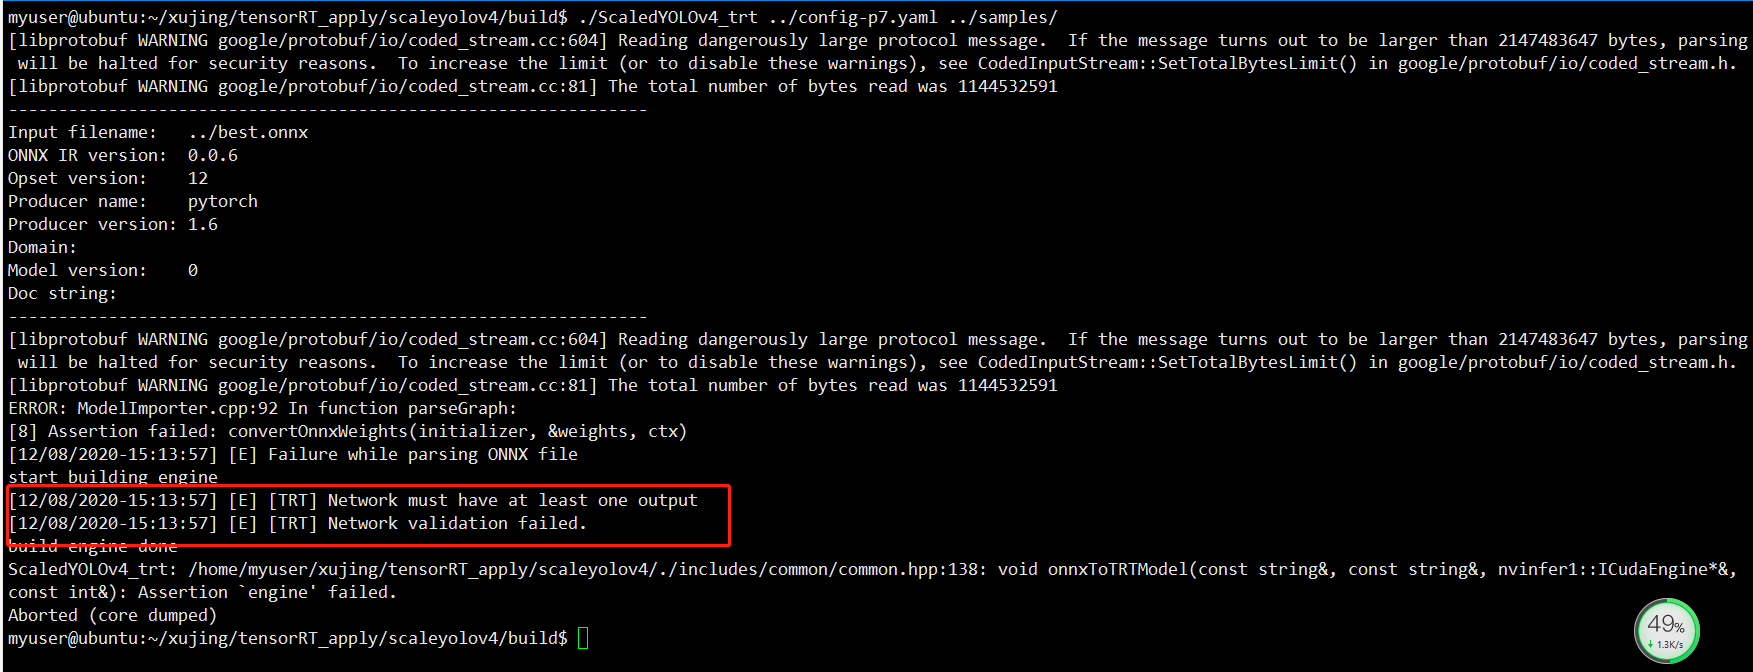 myuser@ubuntu:~/xujing/tensorRT_apply/scaleyolov4/build$ ./ScaledYOLOv4_trt ../config-p7.yaml ../samples/
[libprotobuf WARNING google/protobuf/io/coded_stream.cc:604] Reading dangerously large protocol message.  If the message turns out to be larger than 2147483647 bytes, parsing
 will be halted for security reasons.  To increase the limit (or to disable these warnings), see CodedInputStream::SetTotalBytesLimit() in google/protobuf/io/coded_stream.h.
[libprotobuf WARNING google/protobuf/io/coded_stream.cc:81] The total number of bytes read was 1144532591
----------------------------------------------------------------
Input filename:   ../best.onnx
ONNX IR version:  0.0.6
Opset version:    12
Producer name:    pytorch
Producer version: 1.6
Domain:
Model version:    0
Doc string:
----------------------------------------------------------------
[libprotobuf WARNING google/protobuf/io/coded_stream.cc:604] Reading dangerously large protocol message.  If the message turns out to be larger than 2147483647 bytes, parsing
 will be halted for security reasons.  To increase the limit (or to disable these warnings), see CodedInputStream::SetTotalBytesLimit() in google/protobuf/io/coded_stream.h.
[libprotobuf WARNING google/protobuf/io/coded_stream.cc:81] The total number of bytes read was 1144532591
ERROR: ModelImporter.cpp:92 In function parseGraph:
[8] Assertion failed: convertOnnxWeights(initializer, &weights, ctx)
[12/08/2020-15:13:57] [E] Failure while parsing ONNX file
start building engine
[12/08/2020-15:13:57] [E] [TRT] Network must have at least one output
[12/08/2020-15:13:57] [E] [TRT] Network validation failed.
build engine done
ScaledYOLOv4_trt: /home/myuser/xujing/tensorRT_apply/scaleyolov4/./includes/common/common.hpp:138: void onnxToTRTModel(const string&, const string&, nvinfer1::ICudaEngine*&,
const int&): Assertion `engine' failed.
Aborted (core dumped)
myuser@ubuntu:~/xujing/tensorRT_apply/scaleyolov4/build$
49%
↓ 1.3K/s